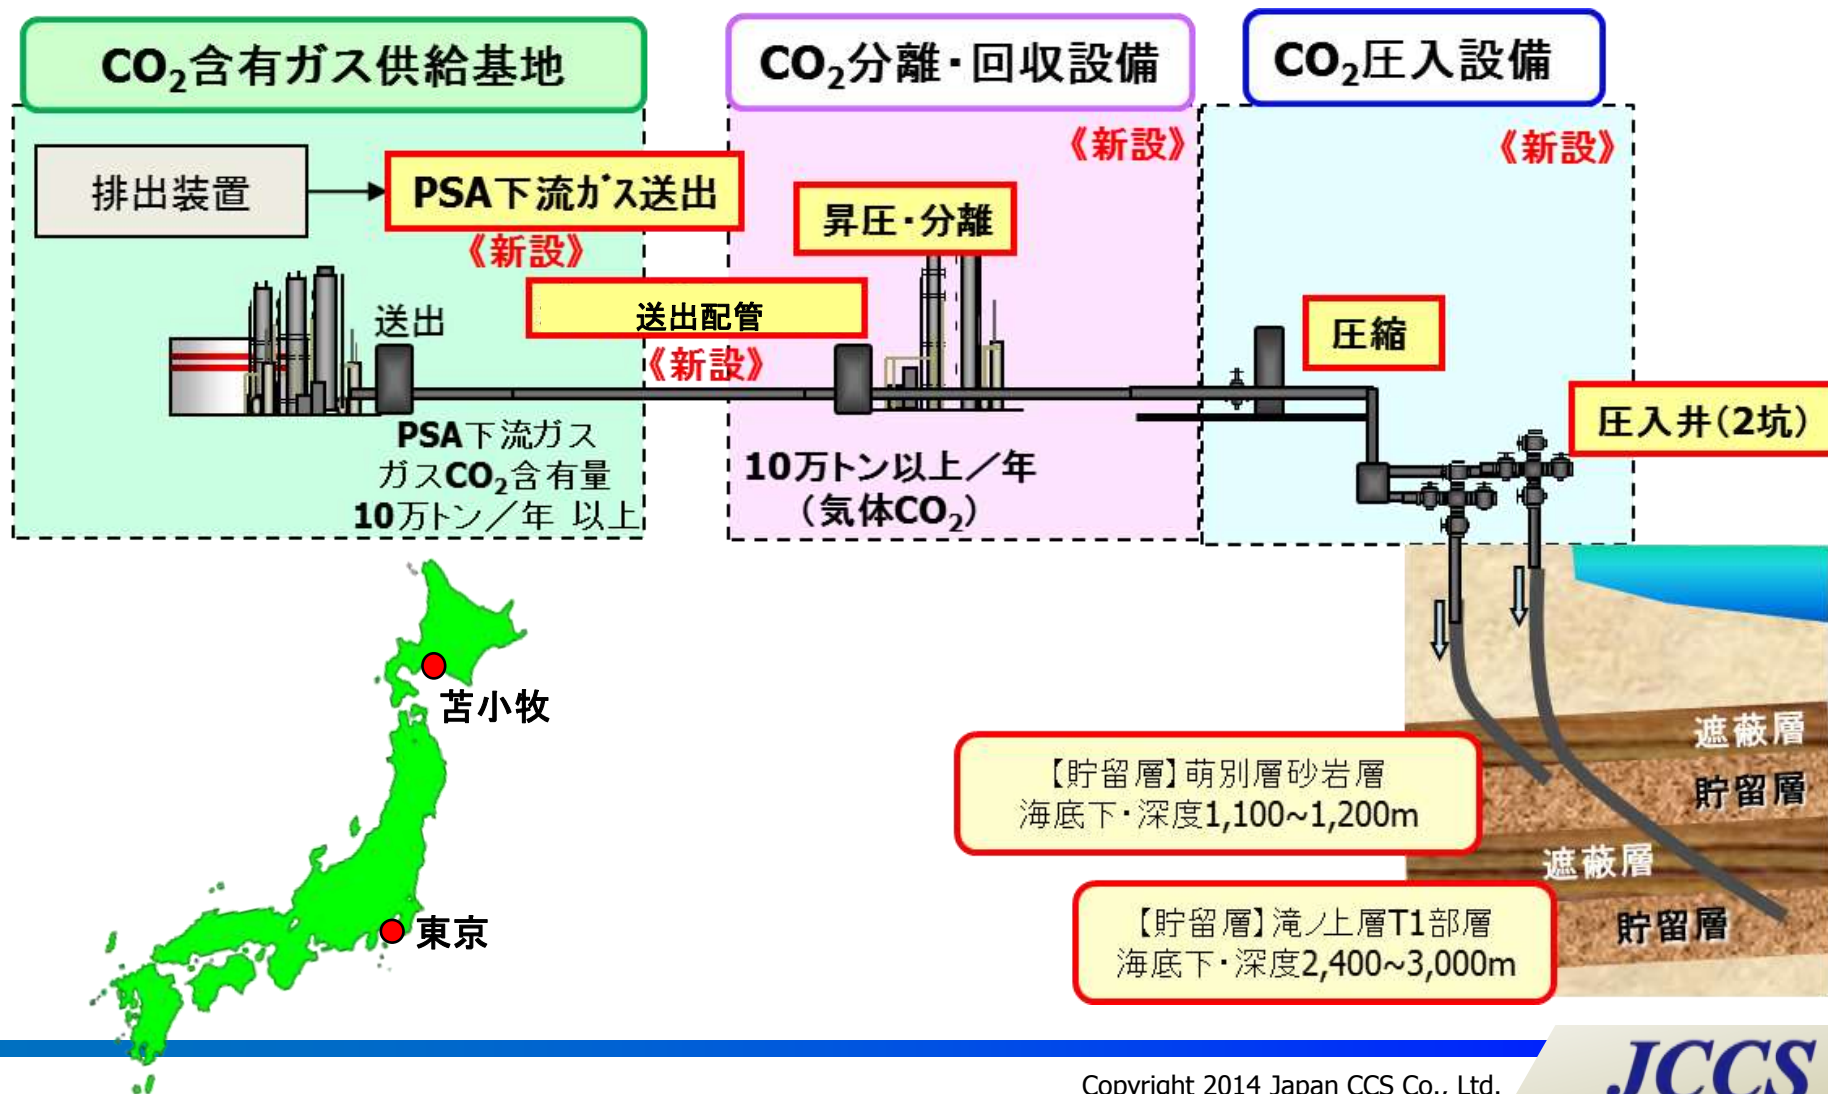 CO₂含有ガス供給基地
CO₂分離・回収設備
CO₂圧入設備
《新設》
《新設》
排出装置
PSA下流ガス送出
《新設》
昇圧・分離
送出
送出配管
《新設》
圧縮
圧入井(2坑)
PSA下流ガス
ガスCO₂含有量
10万トン／年 以上
10万トン以上／年
(気体CO₂)
苫小牧
東京
遮蔽層
貯留層
遮蔽層
貯留層
【貯留層】萌別層砂岩層
海底下・深度1,100~1,200m
【貯留層】滝ノ上層T1部層
海底下・深度2,400~3,000m
Copyright 2014 Japan CCS Co., Ltd.
JCCS